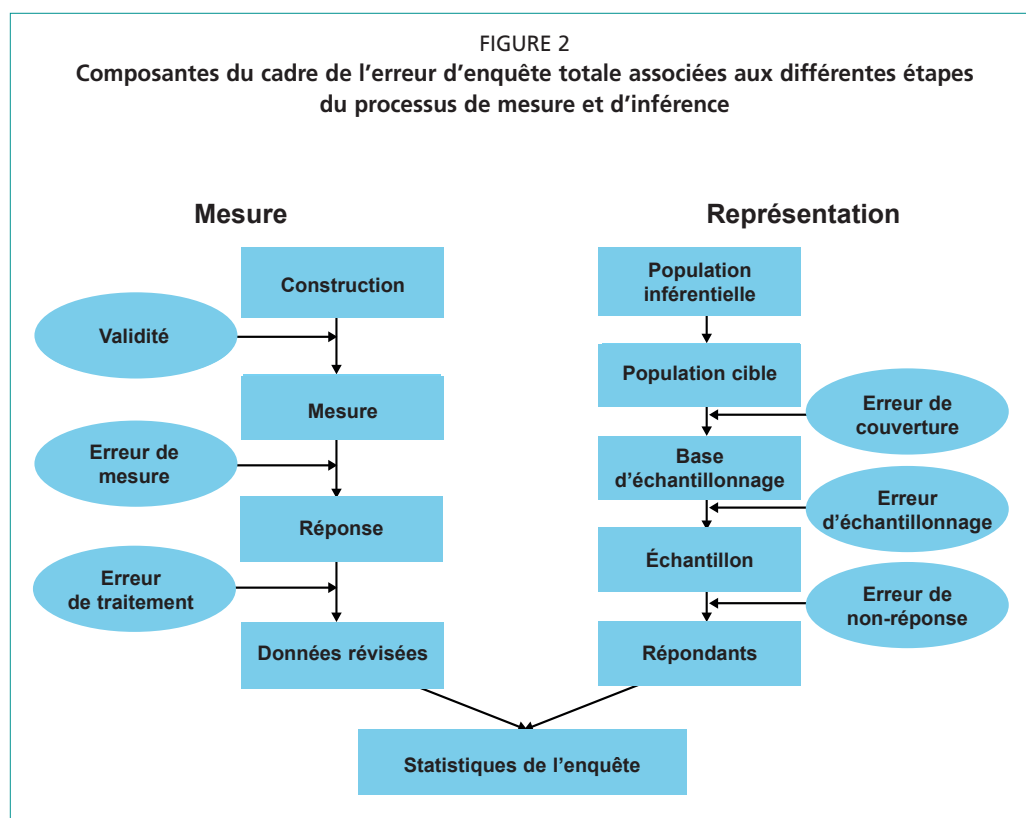 FIGURE 2
Composantes du cadre de l’erreur d’enquête totale associées aux différentes étapes
du processus de mesure et d’inférence
Mesure
Construction
Validité
Mesure
Erreur de
mesure
Réponse
Erreur
de traitement
Données révisées
Représentation
Population
inférentielle
Population cible
Erreur de
couverture
Base
d’échantillonnage
Erreur
d’échantillonnage
Échantillon
Erreur de
non-réponse
Répondants
Statistiques de l’enquête